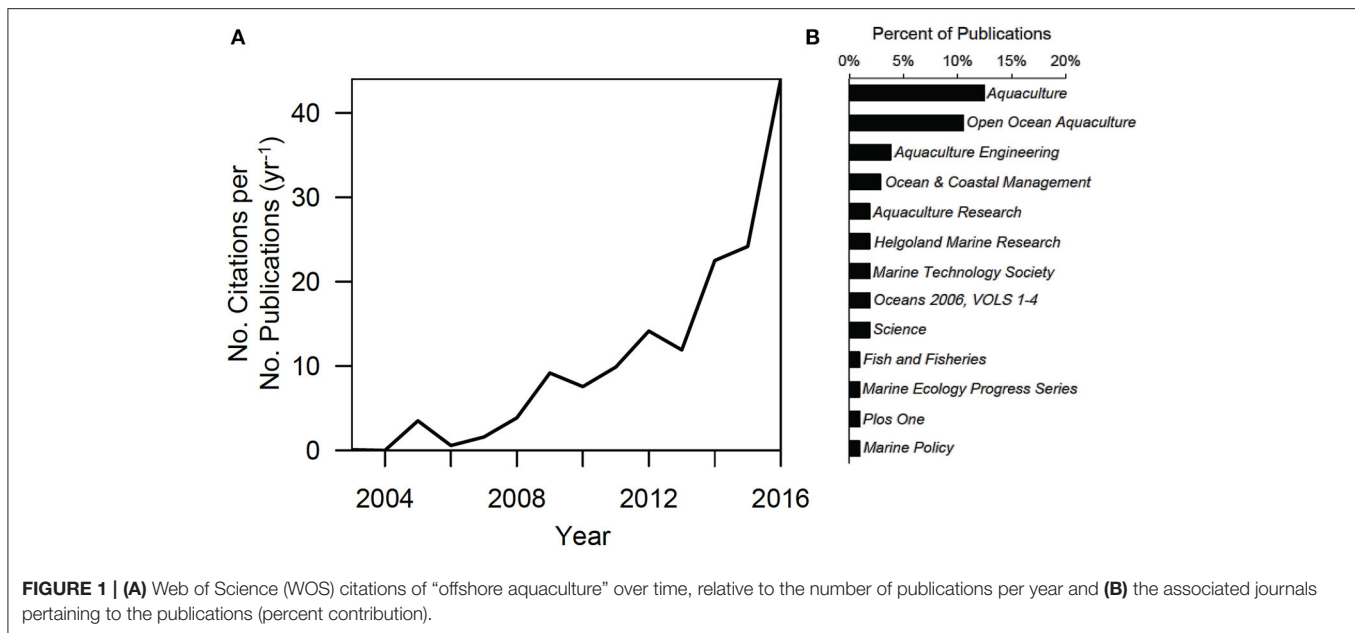 A
No. Citations per
No. Publications (yr-1)
40
30
20
10
0
2004
2008
2012
2016
Year
B
Percent of Publications
0% 5% 10% 15% 20%
Aquaculture
Open Ocean Aquaculture
Aquaculture Engineering
Ocean & Coastal Management
Aquaculture Research
Helgoland Marine Research
Marine Technology Society
Oceans 2006, VOLS 1-4
Science
Fish and Fisheries
Marine Ecology Progress Series
Plos One
Marine Policy
FIGURE 1 | (A) Web of Science (WOS) citations of “offshore aquaculture” over time, relative to the number of publications per year and (B) the associated journals
pertaining to the publications (percent contribution).